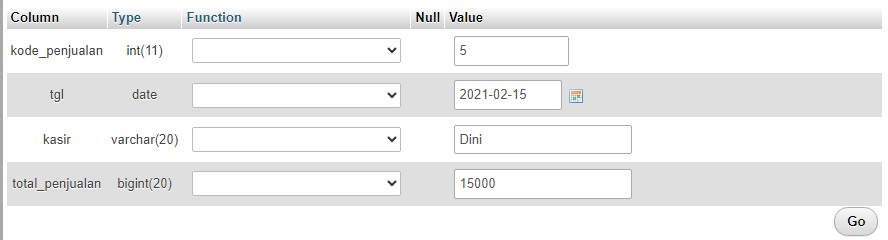 Column Type Function Null Value
kode_penjualan int(11) 5
tgl date 2021-02-15
kasir varchar(20) Dini
total_penjualan bigint(20) 15000
Go